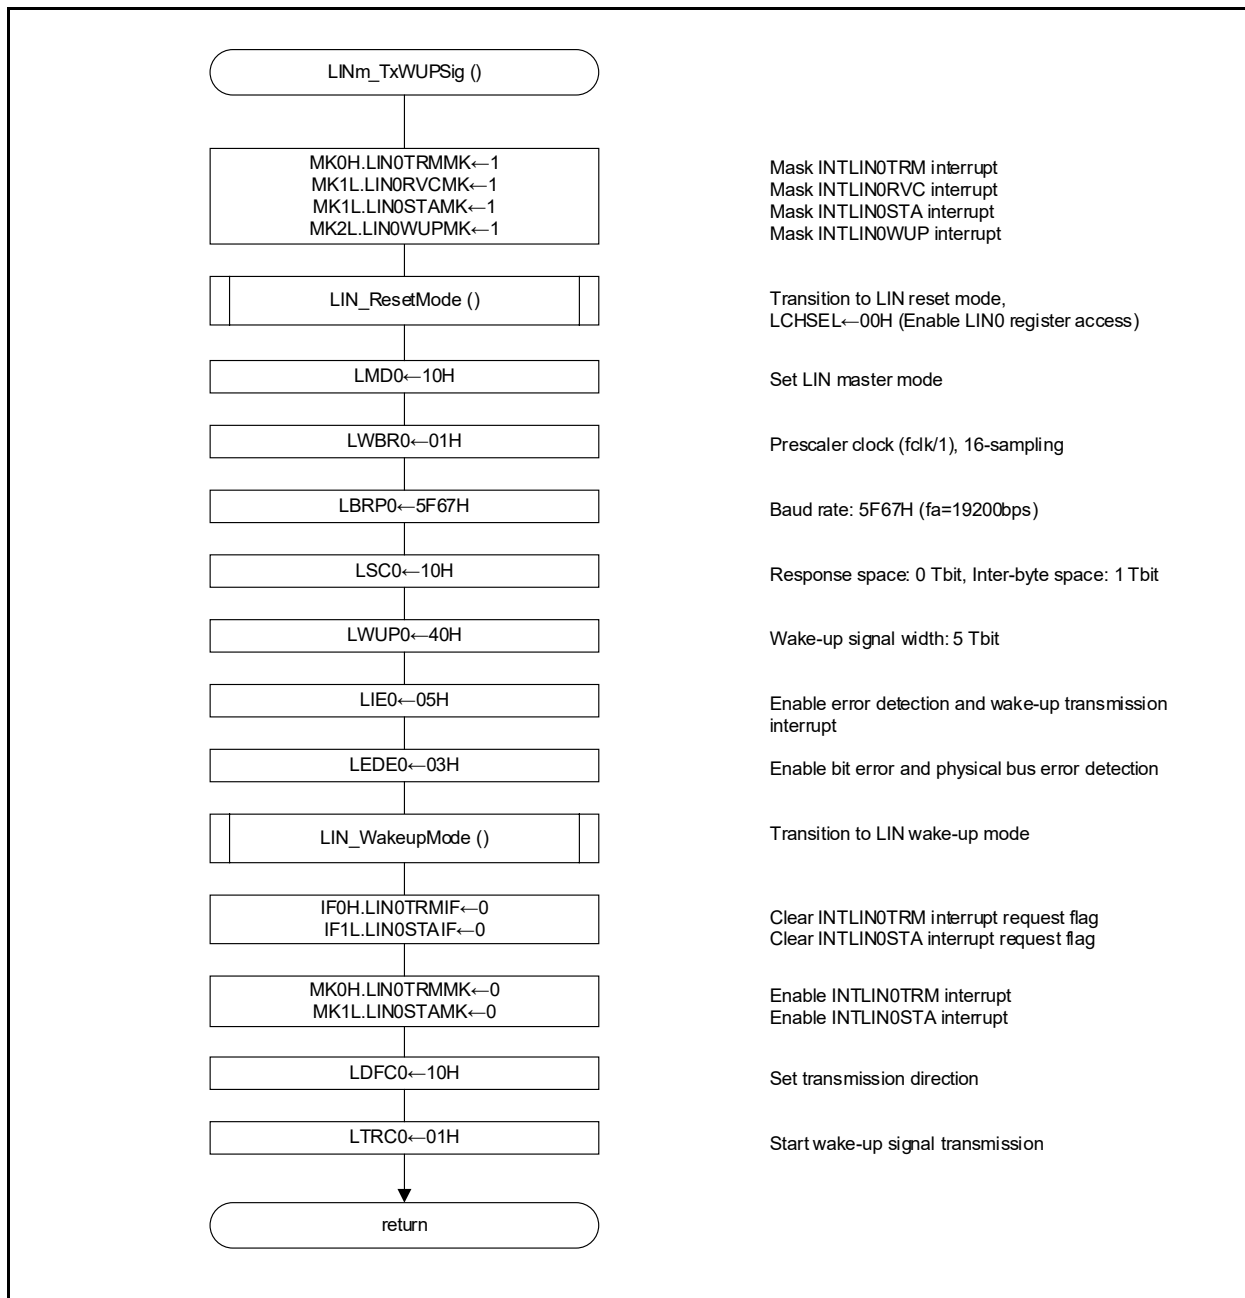 LINm_TxWUPSig ()
MK0H.LIN0TRMMK←1
MK1L.LIN0RVCMK←1
MK1L.LIN0STAMK←1
MK2L.LIN0WUPMK←1
Mask INTLIN0TRM interrupt
Mask INTLIN0RVC interrupt
Mask INTLIN0STA interrupt
Mask INTLIN0WUP interrupt
LIN_ResetMode ()
Transition to LIN reset mode,
LCHSEL←00H (Enable LIN0 register access)
LMD0←10H
Set LIN master mode
LWBR0←01H
Prescaler clock (fclk/1), 16-sampling
LBRP0←5F67H
Baud rate: 5F67H (fa=19200bps)
LSC0←10H
Response space: 0 Tbit, Inter-byte space: 1 Tbit
LWUP0←40H
Wake-up signal width: 5 Tbit
LIE0←05H
Enable error detection and wake-up transmission
interrupt
LEDE0←03H
Enable bit error and physical bus error detection
LIN_WakeupMode ()
Transition to LIN wake-up mode
IF0H.LIN0TRMIF←0
IF1L.LIN0STAIF←0
Clear INTLIN0TRM interrupt request flag
Clear INTLIN0STA interrupt request flag
MK0H.LIN0TRMMK←0
MK1L.LIN0STAMK←0
Enable INTLIN0TRM interrupt
Enable INTLIN0STA interrupt
LDFC0←10H
Set transmission direction
LTRC0←01H
Start wake-up signal transmission
return